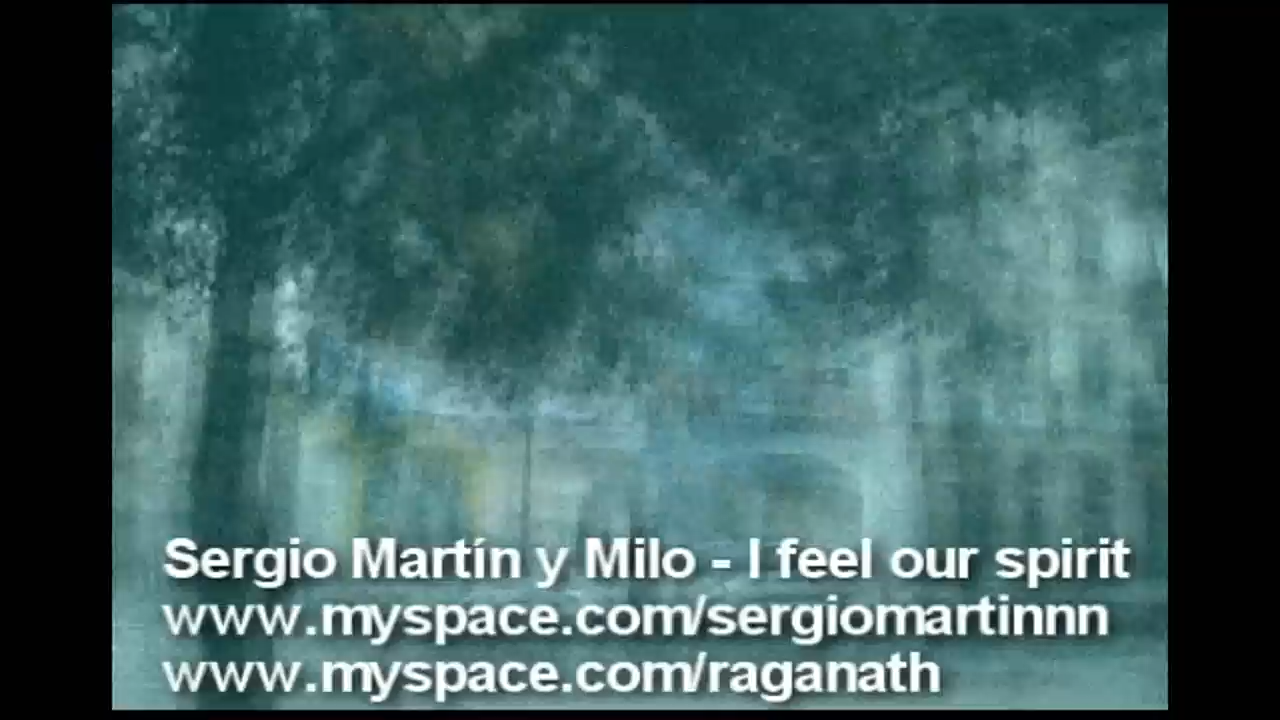 Sergio Martín y Milo - I feel our spirit
www.myspace.com/sergiomartinnn
www.myspace.com/raganath